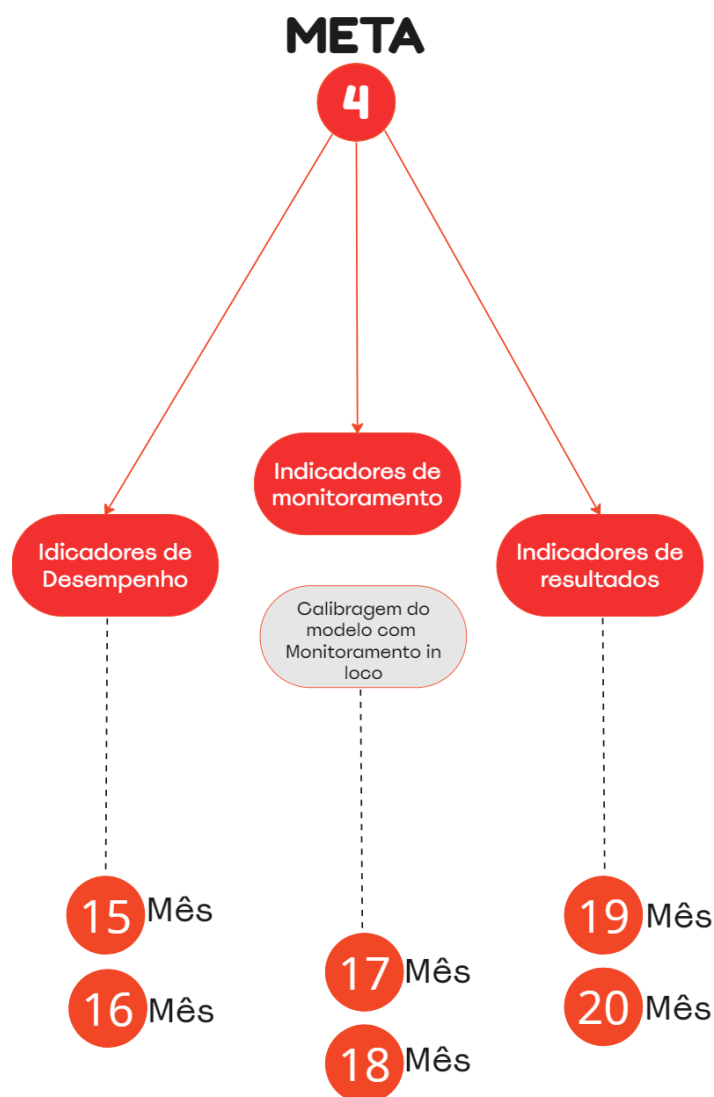 META
4
Indicadores de
monitoramento
Idicadores de
Desempenho
Indicadores de
resultados
Calibragem do
modelo com
Monitoramento in
loco
15 Mês
16 Mês
17 Mês
18 Mês
19 Mês
20 Mês